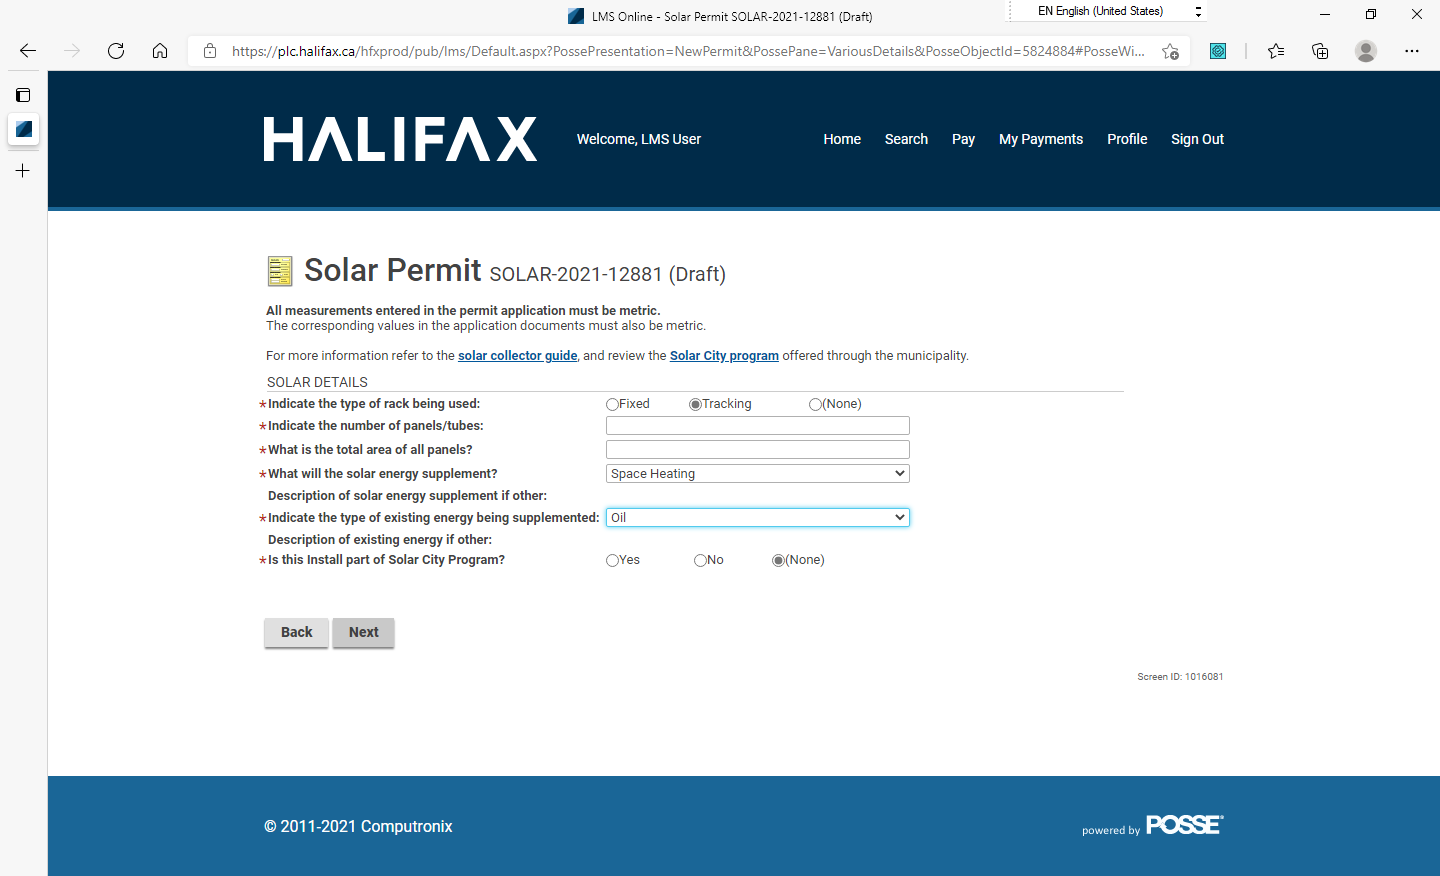 LMS Online - Solar Permit SOLAR-2021-12881 (Draft)
EN English (United States)
https://plc.halifax.ca/hfxprod/pub/lms/Default.aspx?PossePresentation=NewPermit&PossePane=VariousDetails&PosseObjectId=5824884#PosseWi...
HALIFAX
Welcome, LMS User
Home Search Pay My Payments Profile Sign Out
Solar Permit SOLAR-2021-12881 (Draft)
All measurements entered in the permit application must be metric.
The corresponding values in the application documents must also be metric.
For more information refer to the solar collector guide, and review the Solar City program offered through the municipality.
SOLAR DETAILS
*Indicate the type of rack being used: Fixed Tracking (None)
*Indicate the number of panels/tubes:
*What is the total area of all panels?
*What will the solar energy supplement? Space Heating
Description of solar energy supplement if other:
*Indicate the type of existing energy being supplemented: Oil
Description of existing energy if other:
*Is this Install part of Solar City Program? Yes No (None)
Back Next
Screen ID: 1016081
© 2011-2021 Computronix
powered by POSSE®